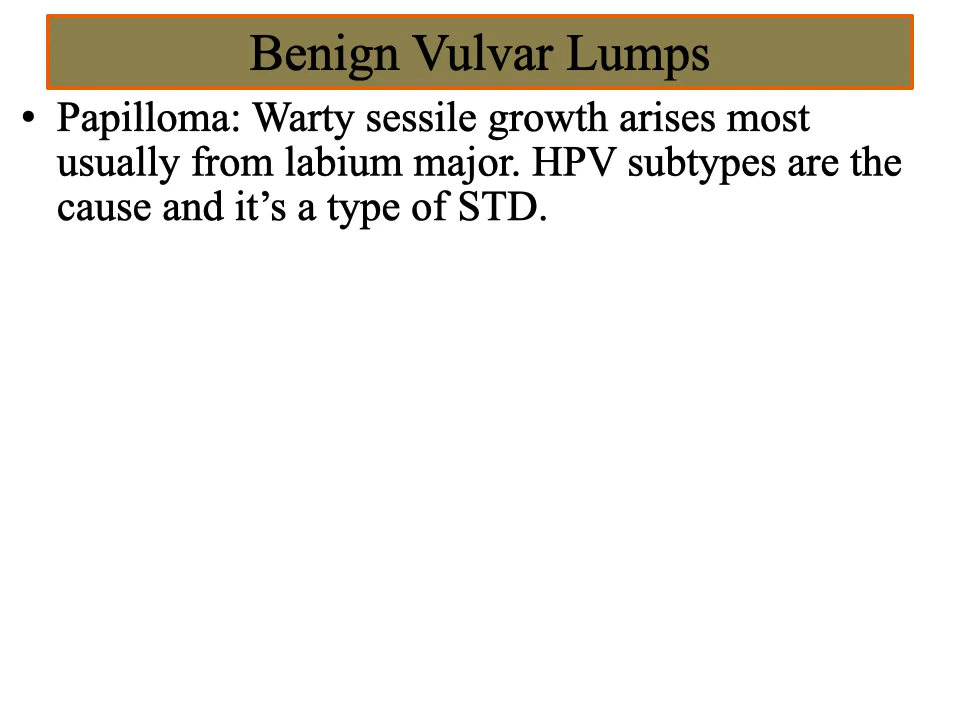 Benign Vulvar Lumps
• Papilloma: Warty sessile growth arises most
usually from labium major. HPV subtypes are the
cause and it’s a type of STD.